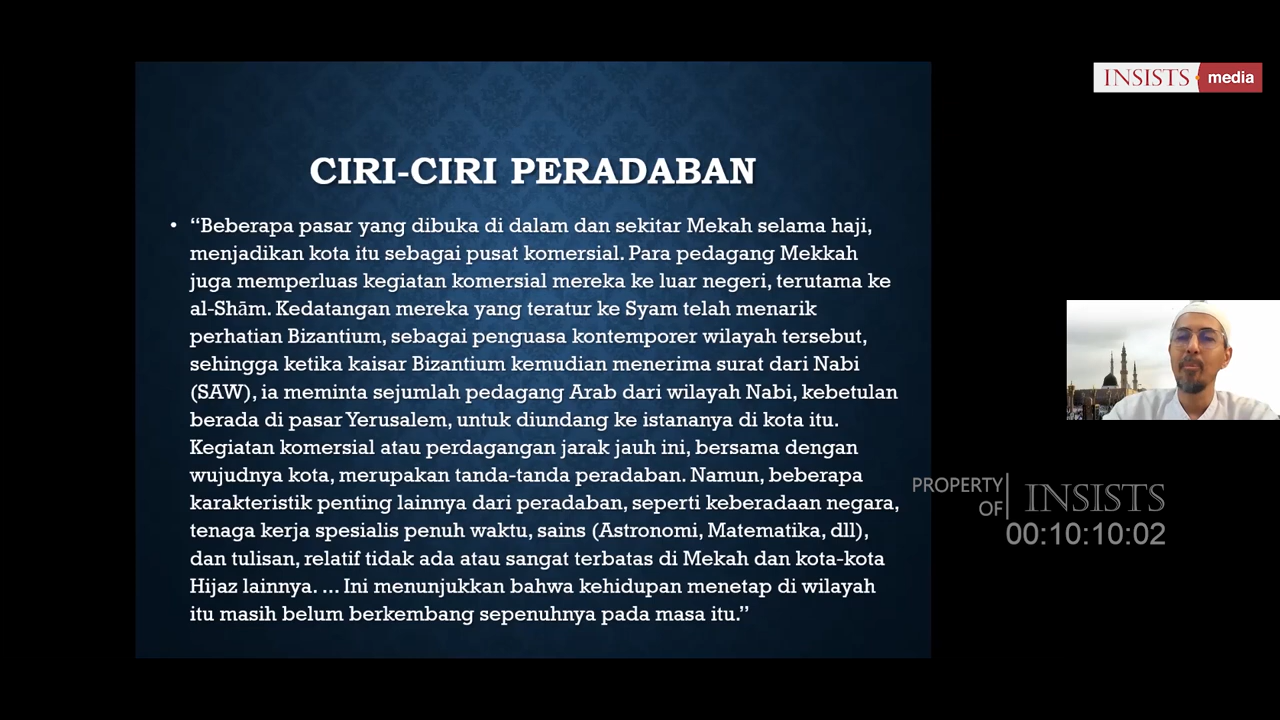 INSISTS media
CIRI-CIRI PERADABAN
• “Beberapa pasar yang dibuka di dalam dan sekitar Mekah selama haji,
menjadikan kota itu sebagai pusat komersial. Para pedagang Mekkah
juga memperluas kegiatan komersial mereka ke luar negeri, terutama ke
al-Shām. Kedatangan mereka yang teratur ke Syam telah menarik
perhatian Bizantium, sebagai penguasa kontemporer wilayah tersebut,
sehingga ketika kaisar Bizantium kemudian menerima surat dari Nabi
(SAW), ia meminta sejumlah pedagang Arab dari wilayah Nabi, kebetulan
berada di pasar Yerusalem, untuk diundang ke istananya di kota itu.
Kegiatan komersial atau perdagangan jarak jauh ini, bersama dengan
wujudnya kota, merupakan tanda-tanda peradaban. Namun, beberapa
karakteristik penting lainnya dari peradaban, seperti keberadaan negara,
tenaga kerja spesialis penuh waktu, sains (Astronomi, Matematika, dll),
dan tulisan, relatif tidak ada atau sangat terbatas di Mekah dan kota-kota
Hijaz lainnya. ... Ini menunjukkan bahwa kehidupan menetap di wilayah
itu masih belum berkembang sepenuhnya pada masa itu.”
PROPERTY
OF
INSISTS
00:10:10:02